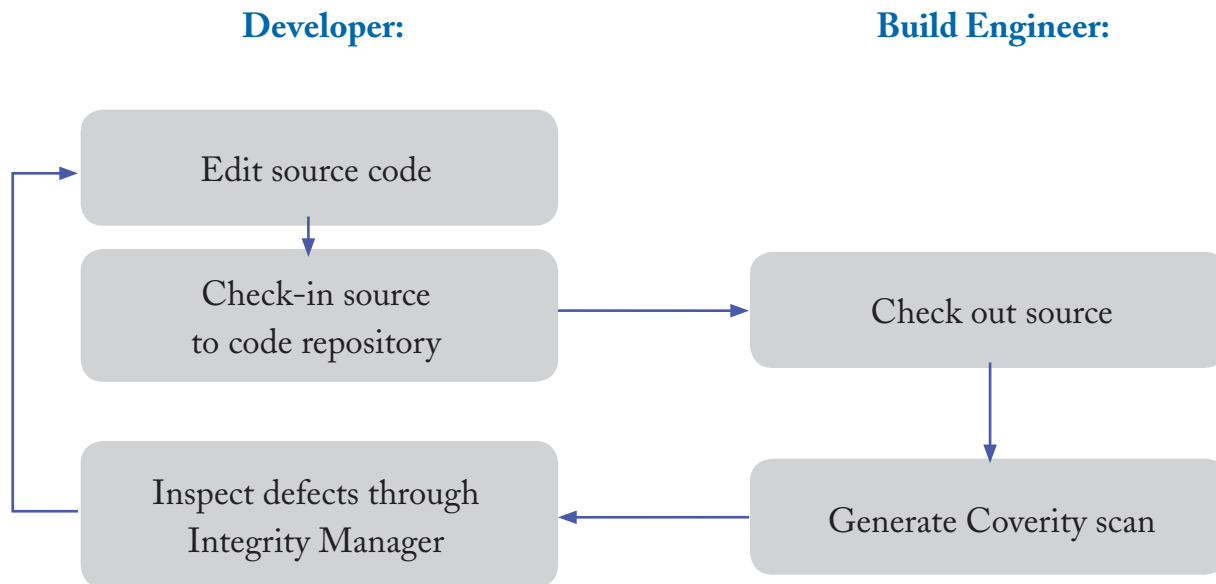 Developer:
Build Engineer:
Edit source code
Check-in source
to code repository
Check out source
Inspect defects through
Integrity Manager
Generate Coverity scan